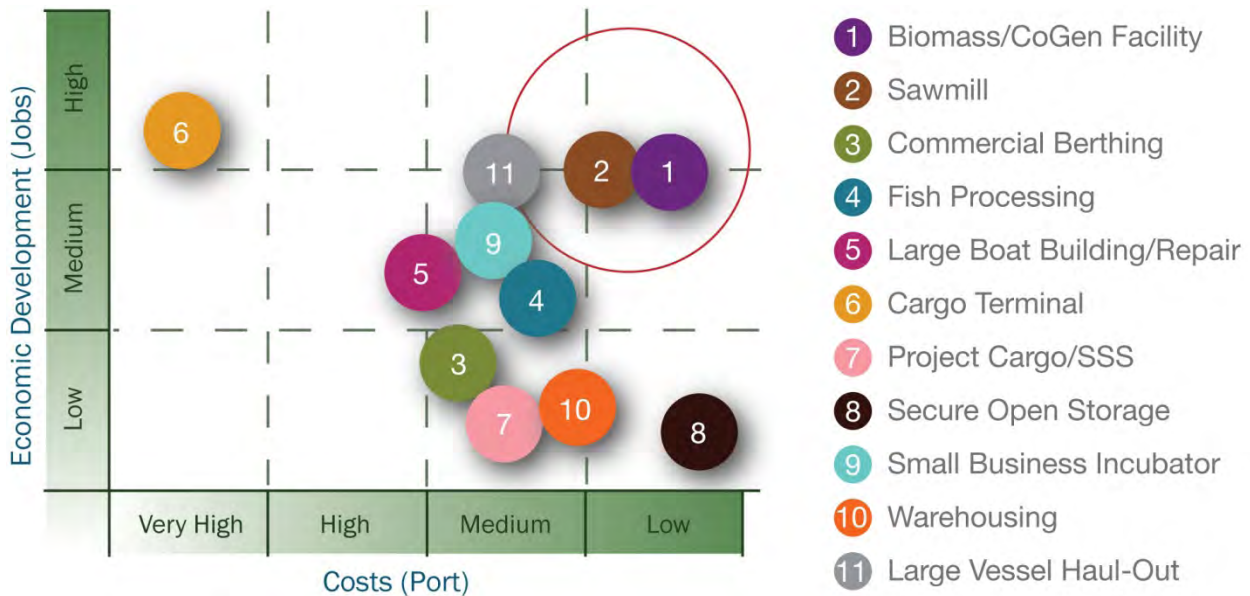 Economic Development (Jobs)
High
Medium
Low
6
11
2
1
9
5
4
3
7
10
8
Very High
High
Medium
Low
Costs (Port)
1 Biomass/CoGen Facility
2 Sawmill
3 Commercial Berthing
4 Fish Processing
5 Large Boat Building/Repair
6 Cargo Terminal
7 Project Cargo/SSS
8 Secure Open Storage
9 Small Business Incubator
10 Warehousing
11 Large Vessel Haul-Out